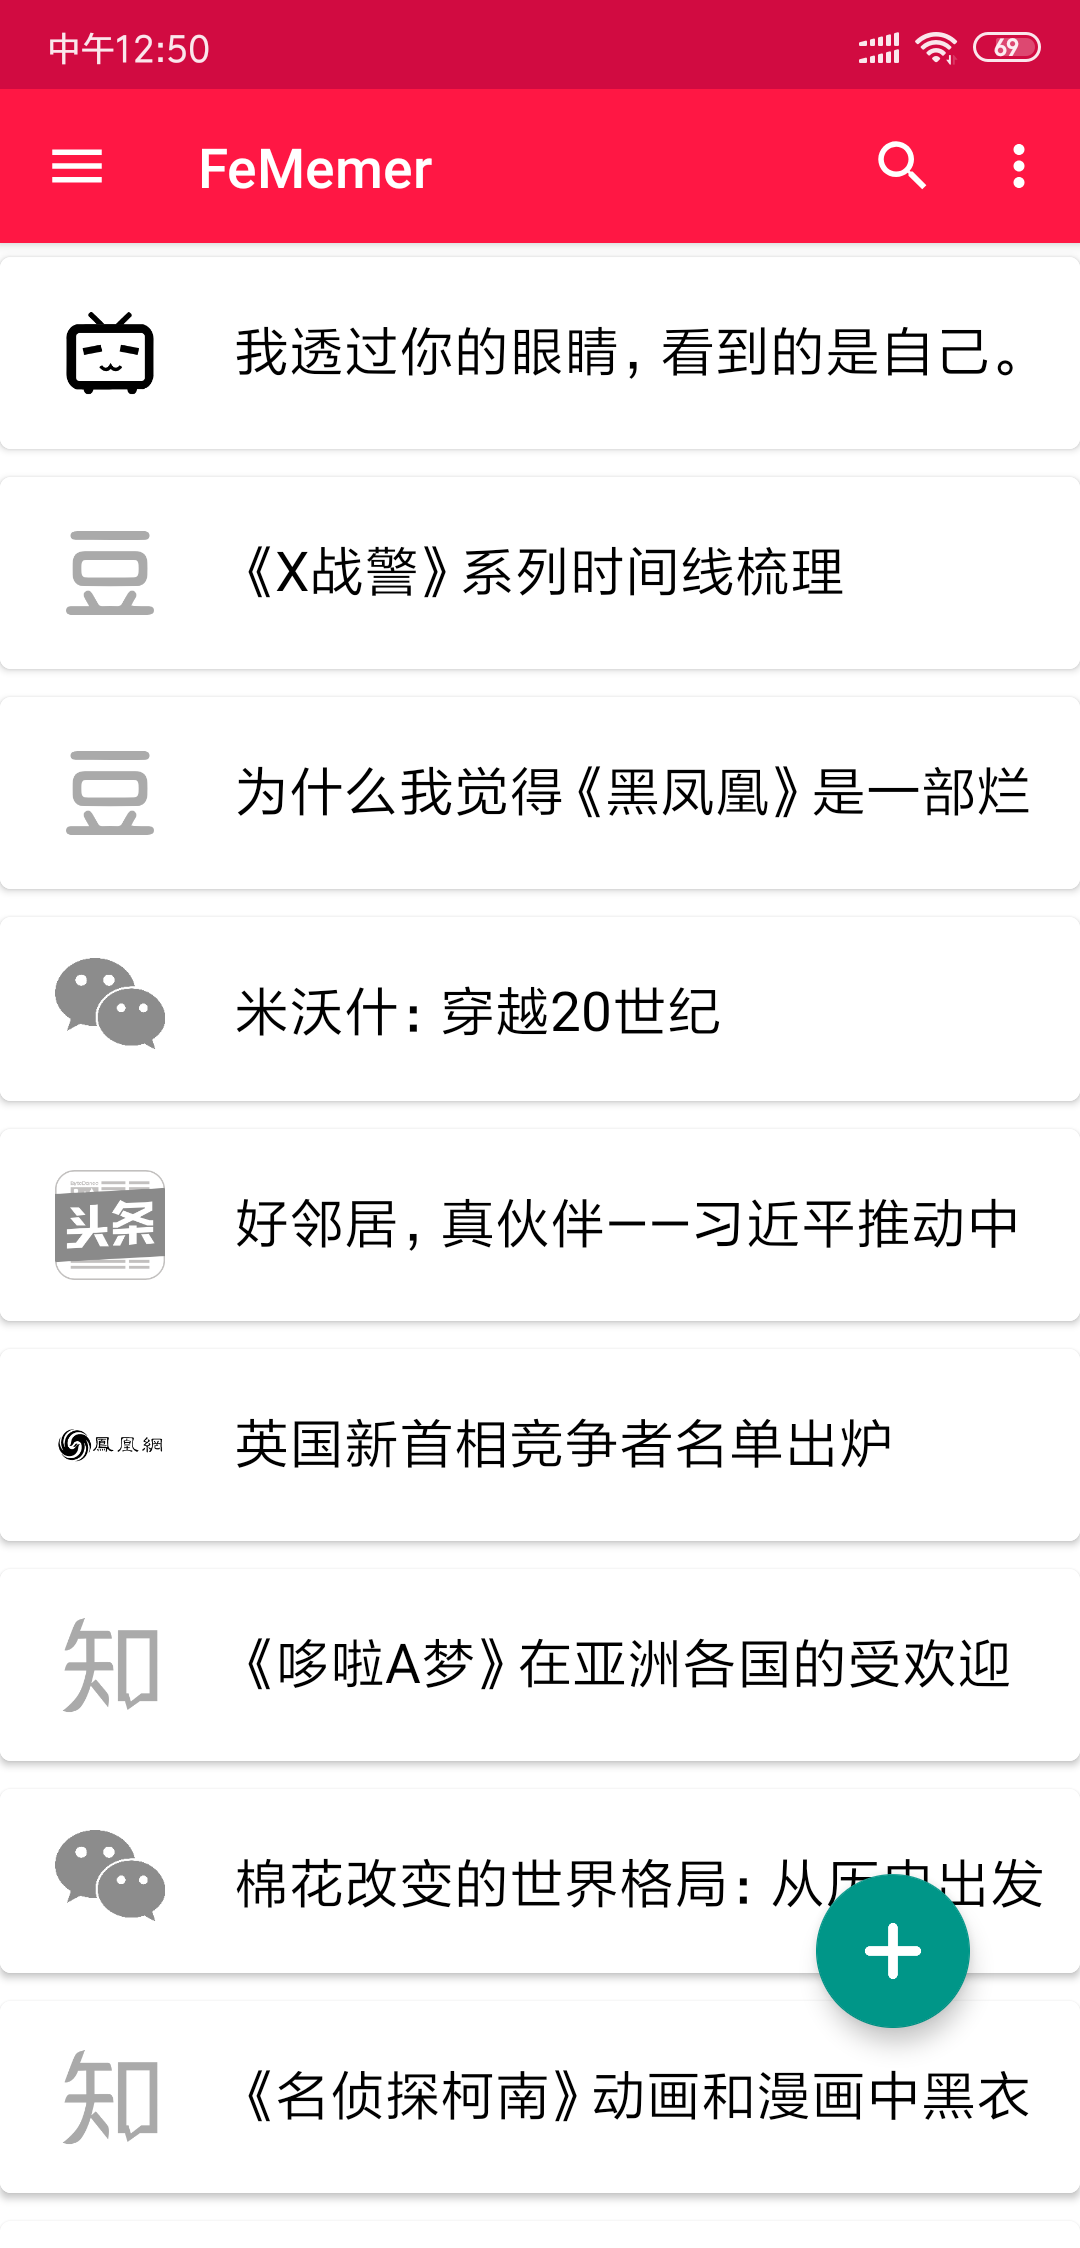 中午12:50
69
FeMemer
我透过你的眼睛，看到的是自己。
豆
《X战警》系列时间线梳理
豆
为什么我觉得《黑凤凰》是一部烂
米沃什：穿越20世纪
头条
好邻居，真伙伴——习近平推动中
鳳凰網
英国新首相竞争者名单出炉
知
《哆啦A梦》在亚洲各国的受欢迎
棉花改变的世界格局：从历史出发
知
《名侦探柯南》动画和漫画中黑衣